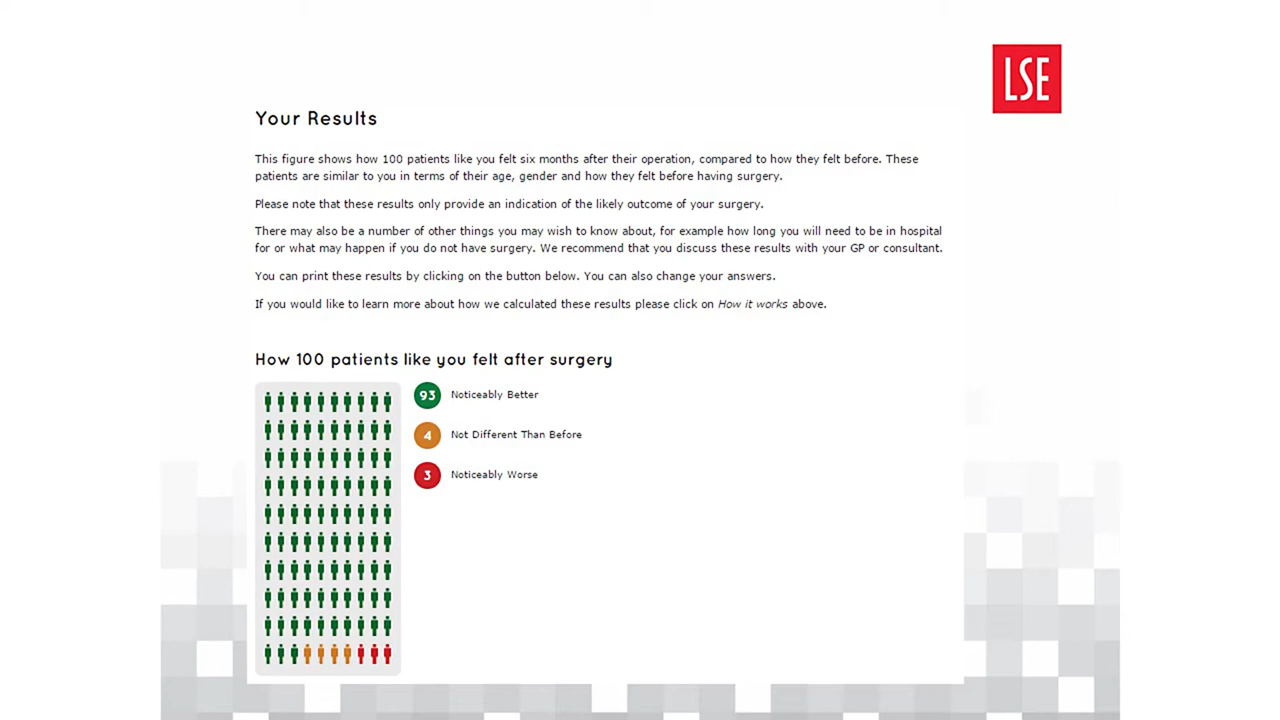 LSE
Your Results
This figure shows how 100 patients like you felt six months after their operation, compared to how they felt before. These
patients are similar to you in terms of their age, gender and how they felt before having surgery.
Please note that these results only provide an indication of the likely outcome of your surgery.
There may also be a number of other things you may wish to know about, for example how long you will need to be in hospital
for or what may happen if you do not have surgery. We recommend that you discuss these results with your GP or consultant.
You can print these results by clicking on the button below. You can also change your answers.
If you would like to learn more about how we calculated these results please click on How it works above.
How 100 patients like you felt after surgery
93 Noticeably Better
4 Not Different Than Before
3 Noticeably Worse